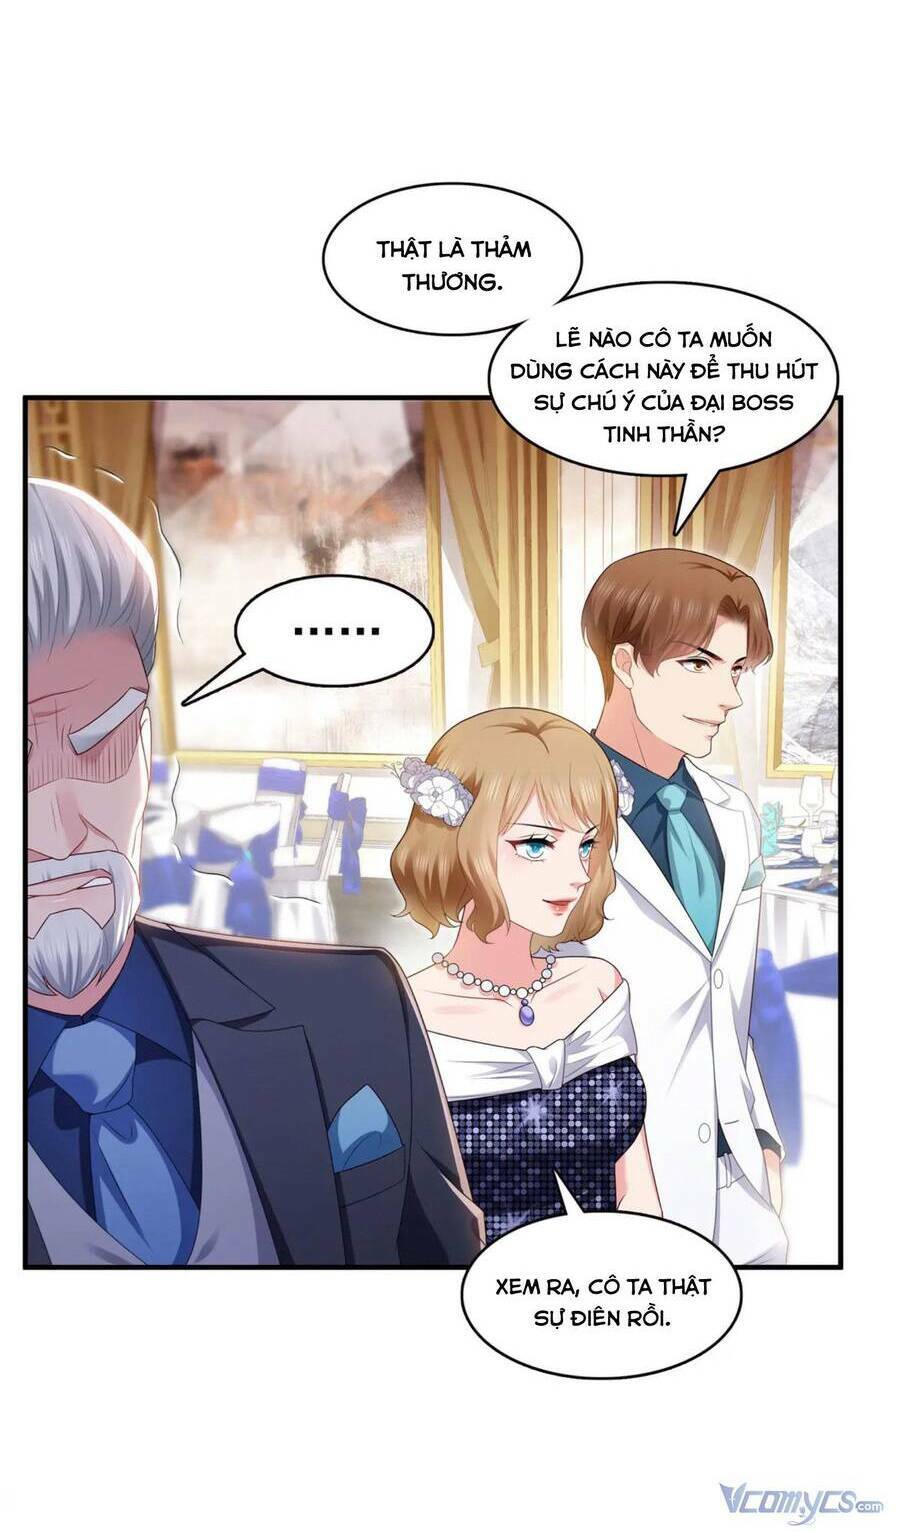 THẬT LÀ THẢM
THƯƠNG.
LẼ NÀO CÔ TA MUỐN
DÙNG CÁCH NÀY ĐỂ THU HÚT
SỰ CHÚ Ý CỦA ĐẠI BOSS
TINH THẦN?
......
XEM RA, CÔ TA THẬT
SỰ ĐIÊN RỒI.
VCOMYCS.com